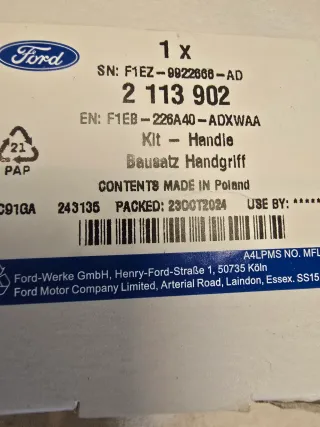 Ford
1 x
SN: F1EZ-9922666-AD
2 113 902
EN: F1EB-226A40-ADXWAA
Kit - Handle
Bausatz Handgriff
21
PAP
CONTENTS MADE IN Poland
C91GA 243135 PACKED: 23OCT2024 USE BY: *****
A4LPMS NO. MFL
Ford-Werke GmbH, Henry-Ford-Straße 1, 50735 Köln
Ford Motor Company Limited, Arterial Road, Laindon, Essex. SS15